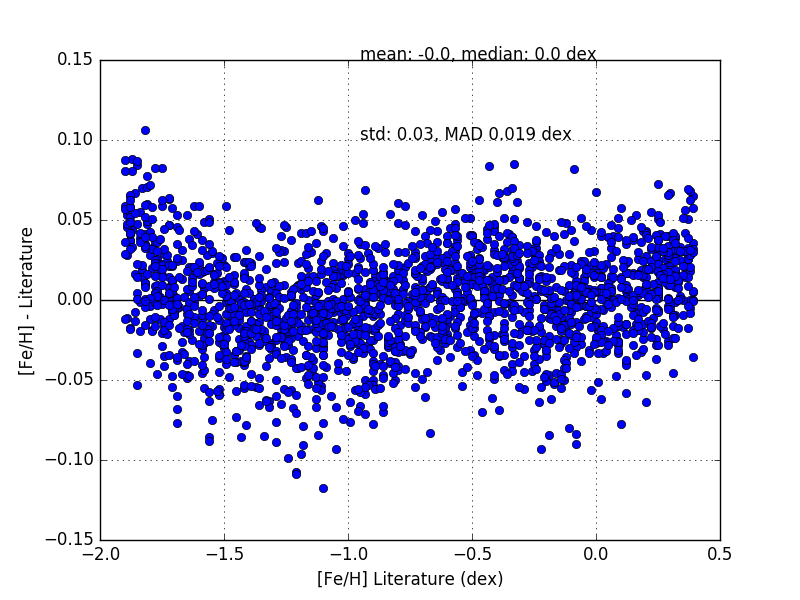 mean: -0.0, median: 0.0 dex
0.15
std: 0.03, MAD 0.019 dex
0.10
0.05
0.00
−0.05
−0.10
−0.15
[Fe/H] - Literature
−2.0 −1.5 −1.0 −0.5 0.0 0.5
[Fe/H] Literature (dex)